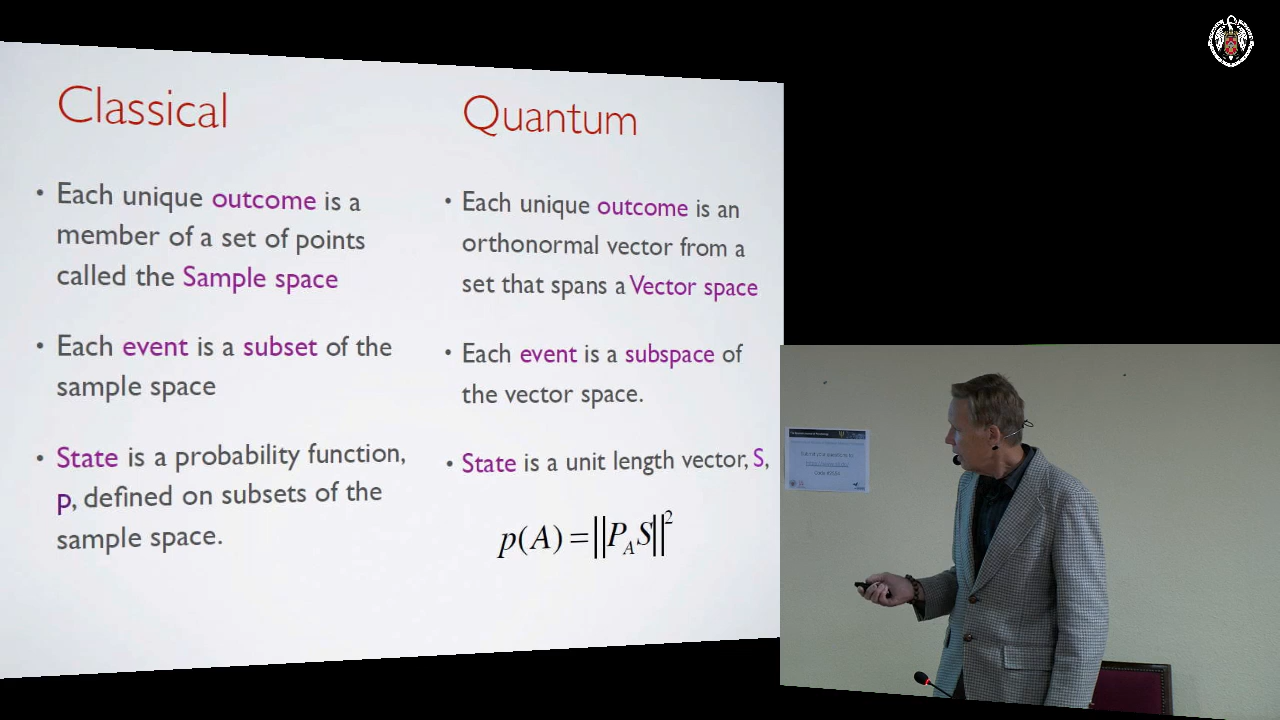 Classical
• Each unique outcome is a
member of a set of points
called the Sample space
• Each event is a subset of the
sample space
• State is a probability function,
p, defined on subsets of the
sample space.
Quantum
• Each unique outcome is an
orthonormal vector from a
set that spans a Vector space
• Each event is a subspace of
the vector space.
• State is a unit length vector, S,
p(A) = ||P_A S||²